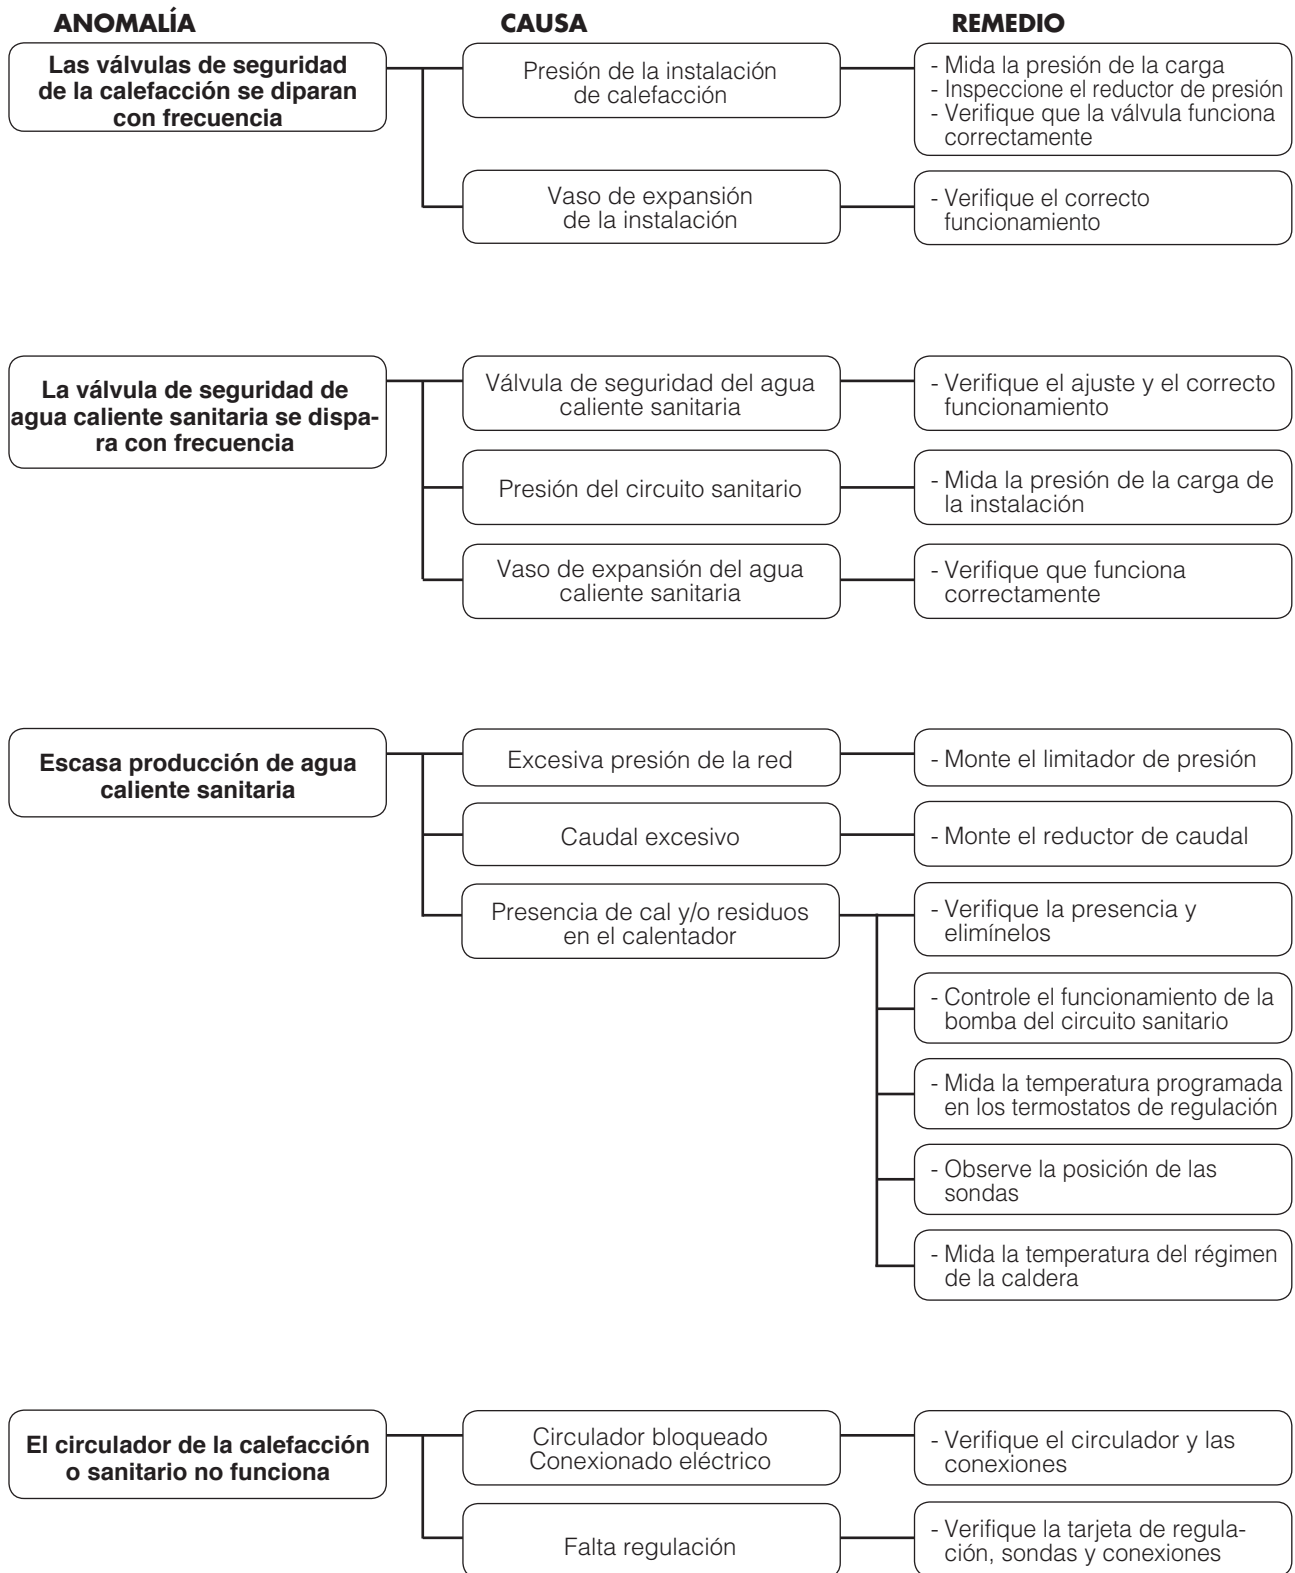 ANOMALÍA
CAUSA
REMEDIO
Las válvulas de seguridad
de la calefacción se diparan
con frecuencia
Presión de la instalación
de calefacción
- Mida la presión de la carga
- Inspeccione el reductor de presión
- Verifique que la válvula funciona
correctamente
Vaso de expansión
de la instalación
- Verifique el correcto
funcionamiento
La válvula de seguridad de
agua caliente sanitaria se dispa-
ra con frecuencia
Válvula de seguridad del agua
caliente sanitaria
- Verifique el ajuste y el correcto
funcionamiento
Presión del circuito sanitario
- Mida la presión de la carga de
la instalación
Vaso de expansión del agua
caliente sanitaria
- Verifique que funciona
correctamente
Escasa producción de agua
caliente sanitaria
Excesiva presión de la red
- Monte el limitador de presión
Caudal excesivo
- Monte el reductor de caudal
Presencia de cal y/o residuos
en el calentador
- Verifique la presencia y
elimínelos
- Controle el funcionamiento de la
bomba del circuito sanitario
- Mida la temperatura programada
en los termostatos de regulación
- Observe la posición de las
sondas
- Mida la temperatura del régimen
de la caldera
El circulador de la calefacción
o sanitario no funciona
Circulador bloqueado
Conexionado eléctrico
- Verifique el circulador y las
conexiones
Falta regulación
- Verifique la tarjeta de regula-
ción, sondas y conexiones